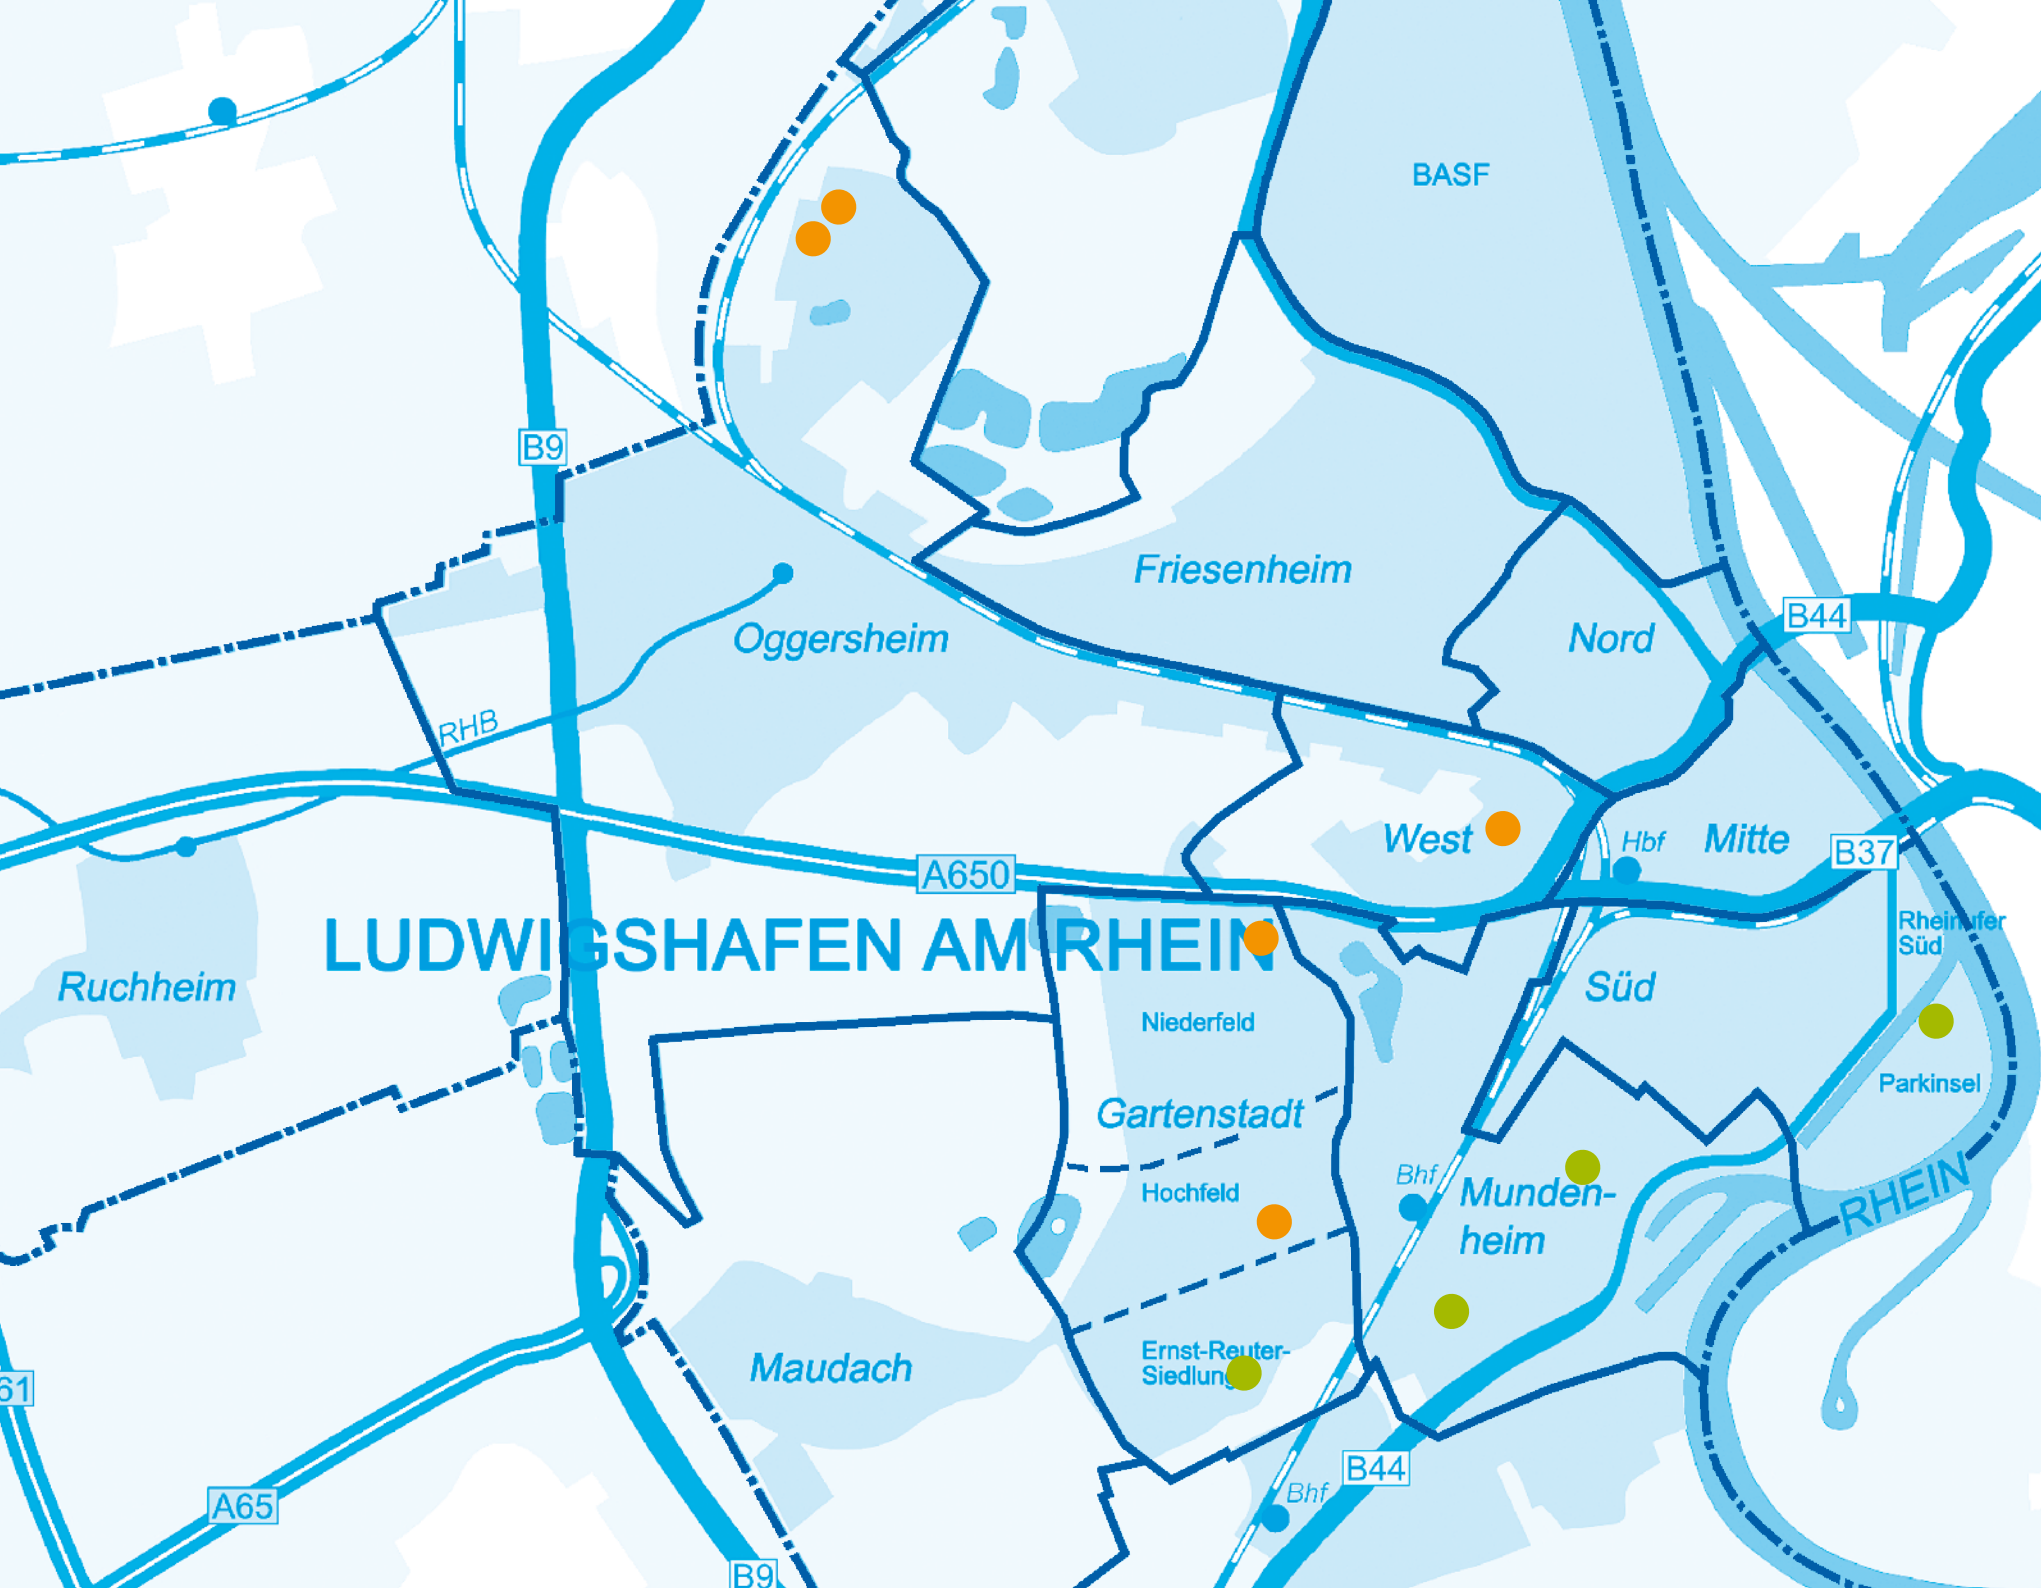 BASF
B9
Friesenheim
B44
Oggersheim
Nord
RHB
West
Hbf
Mitte
B37
A650
LUDWIGSHAFEN AM RHEIN
Rheinufer
Süd
Ruchheim
Süd
Niederfeld
Parkinsel
Gartenstadt
Bhf
Hochfeld
Munden-
heim
RHEIN
Ernst-Reuter-
Siedlung
Maudach
61
B44
Bhf
A65
B9